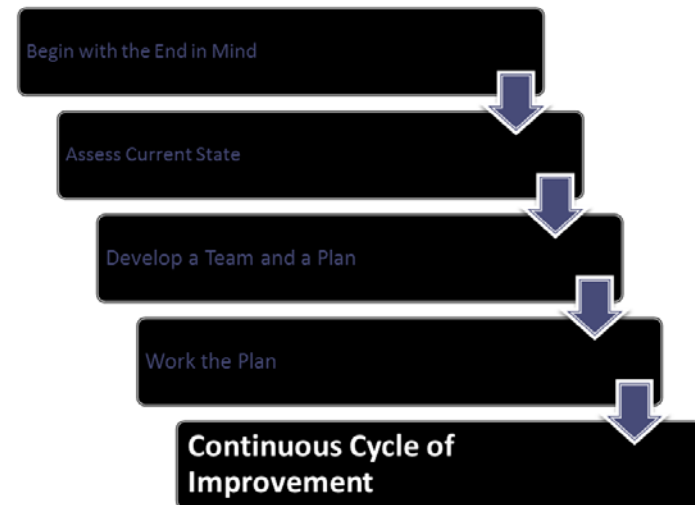 Begin with the End in Mind
Assess Current State
Develop a Team and a Plan
Work the Plan
Continuous Cycle of
Improvement